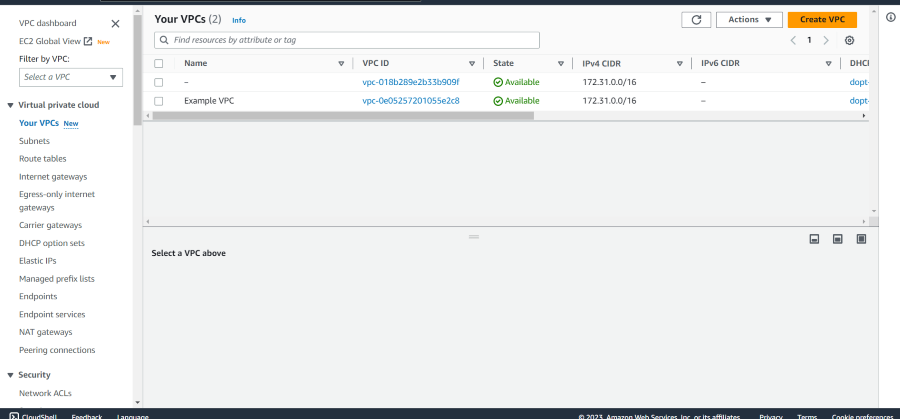 VPC dashboard
EC2 Global View New
Filter by VPC:
Select a VPC
Virtual private cloud
Your VPCs New
Subnets
Route tables
Internet gateways
Egress-only internet
gateways
Carrier gateways
DHCP option sets
Elastic IPs
Managed prefix lists
Endpoints
Endpoint services
NAT gateways
Peering connections
Security
Network ACLs
Your VPCs (2) Info
Actions
Create VPC
Find resources by attribute or tag
1
Name VPC ID State IPv4 CIDR IPv6 CIDR DHCP
– vpc-018b289e2b33b909f Available 172.31.0.0/16 – dopt-
Example VPC vpc-0e05257201055e2c8 Available 172.31.0.0/16 – dopt-
Select a VPC above
CloudShell Feedback Language © 2023, Amazon Web Services, Inc. or its affiliates. Privacy Terms Cookie preferences